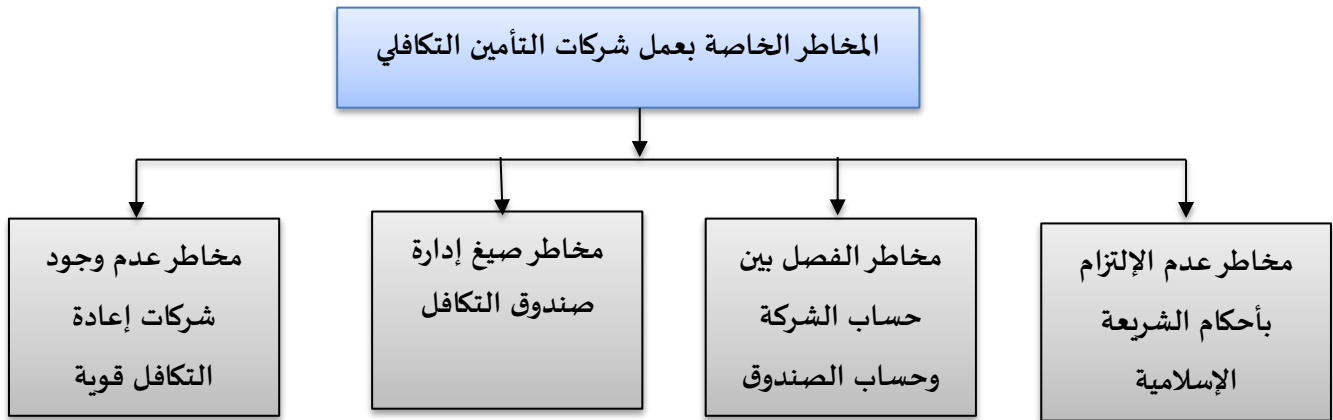 المخاطر الخاصة بعمل شركات التأمين التكافلي
مخاطر عدم الإلتزام
بأحكام الشريعة
الإسلامية
مخاطر الفصل بين
حساب الشركة
وحساب الصندوق
مخاطر صيغ إدارة
صندوق التكافل
مخاطر عدم وجود
شركات إعادة
التكافل قوية